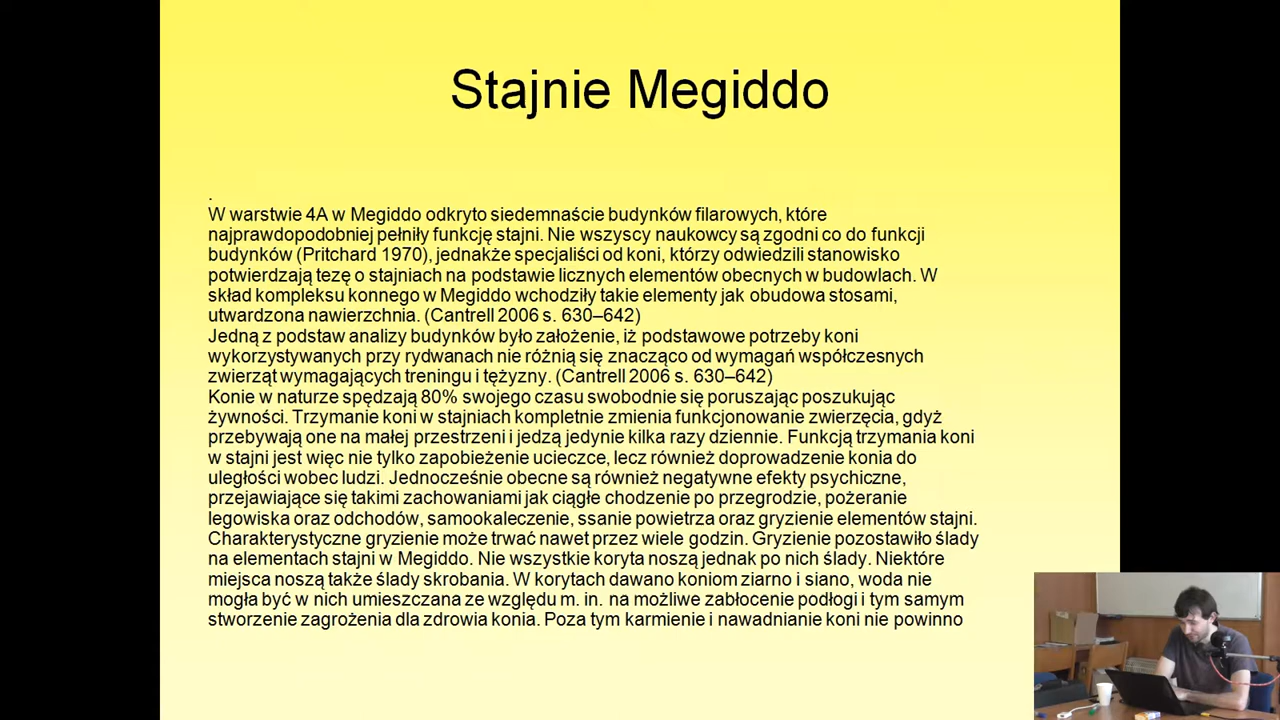 Stajnie Megiddo
.
W warstwie 4A w Megiddo odkryto siedemnaście budynków filarowych, które
najprawdopodobniej pełniły funkcję stajni. Nie wszyscy naukowcy są zgodni co do funkcji
budynków (Pritchard 1970), jednakże specjaliści od koni, którzy odwiedzili stanowisko
potwierdzają tezę o stajniach na podstawie licznych elementów obecnych w budowlach. W
skład kompleksu konnego w Megiddo wchodziły takie elementy jak obudowa stosami,
utwardzona nawierzchnia. (Cantrell 2006 s. 630–642)
Jedną z podstaw analizy budynków było założenie, iż podstawowe potrzeby koni
wykorzystywanych przy rydwanach nie różnią się znacząco od wymagań współczesnych
zwierząt wymagających treningu i tężyzny. (Cantrell 2006 s. 630–642)
Konie w naturze spędzają 80% swojego czasu swobodnie się poruszając poszukując
żywności. Trzymanie koni w stajniach kompletnie zmienia funkcjonowanie zwierzęcia, gdyż
przebywają one na małej przestrzeni i jedzą jedynie kilka razy dziennie. Funkcją trzymania koni
w stajni jest więc nie tylko zapobieżenie ucieczce, lecz również doprowadzenie konia do
uległości wobec ludzi. Jednocześnie obecne są również negatywne efekty psychiczne,
przejawiające się takimi zachowaniami jak ciągłe chodzenie po przegrodzie, pożeranie
legowiska oraz odchodów, samookaleczenie, ssanie powietrza oraz gryzienie elementów stajni.
Charakterystyczne gryzienie może trwać nawet przez wiele godzin. Gryzienie pozostawiło ślady
na elementach stajni w Megiddo. Nie wszystkie koryta noszą jednak po nich ślady. Niektóre
miejsca noszą także ślady skrobania. W korytach dawano koniom ziarno i siano, woda nie
mogła być w nich umieszczana ze względu m. in. na możliwe zabłocenie podłogi i tym samym
stworzenie zagrożenia dla zdrowia konia. Poza tym karmienie i nawadnianie koni nie powinno